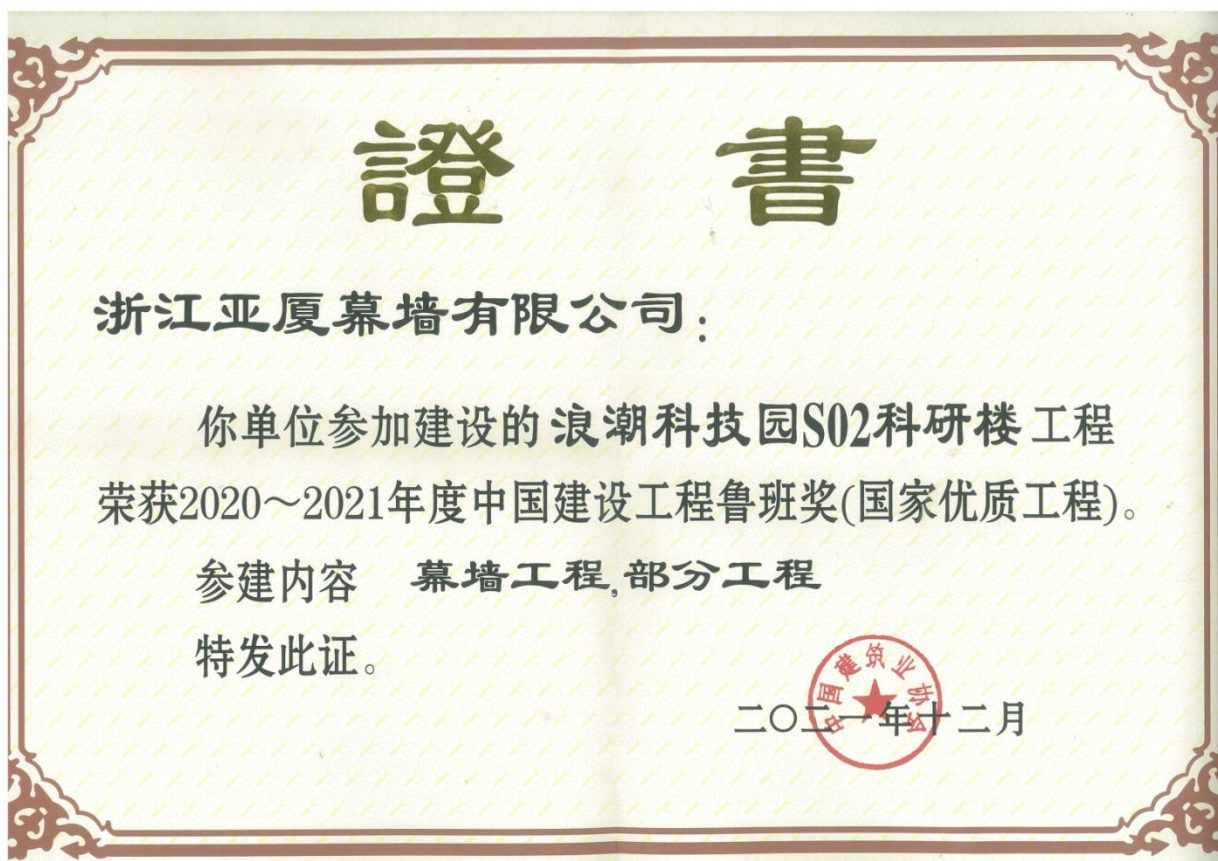 證 書
浙江亚厦幕墙有限公司：
你单位参加建设的 浪潮科技园S02科研楼 工程
荣获2020～2021年度中国建设工程鲁班奖(国家优质工程)。
参建内容 幕墙工程,部分工程
特发此证。
中国建筑业协会
二〇二一年十二月